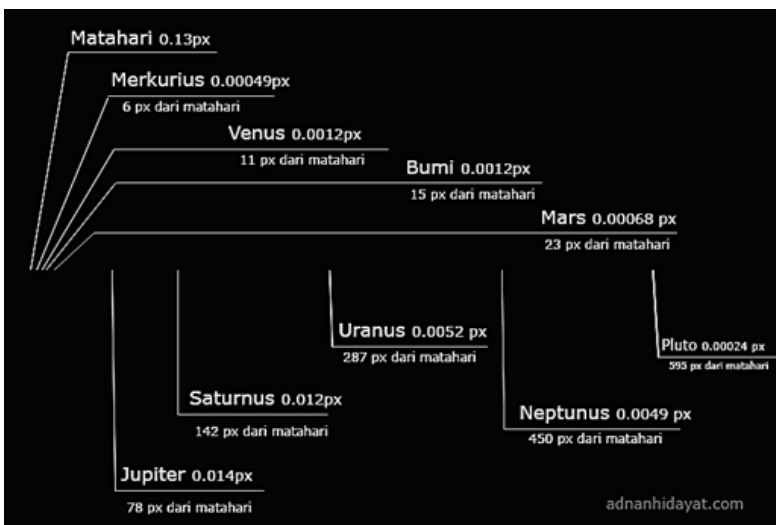 Matahari 0.13px
Merkurius 0.00049px
6 px dari matahari
Venus 0.0012px
11 px dari matahari
Bumi 0.0012px
15 px dari matahari
Mars 0.00068 px
23 px dari matahari
Uranus 0.0052 px
287 px dari matahari
Pluto 0.00024 px
595 px dari matahari
Saturnus 0.012px
142 px dari matahari
Neptunus 0.0049 px
450 px dari matahari
Jupiter 0.014px
78 px dari matahari
adnanhidayat.com